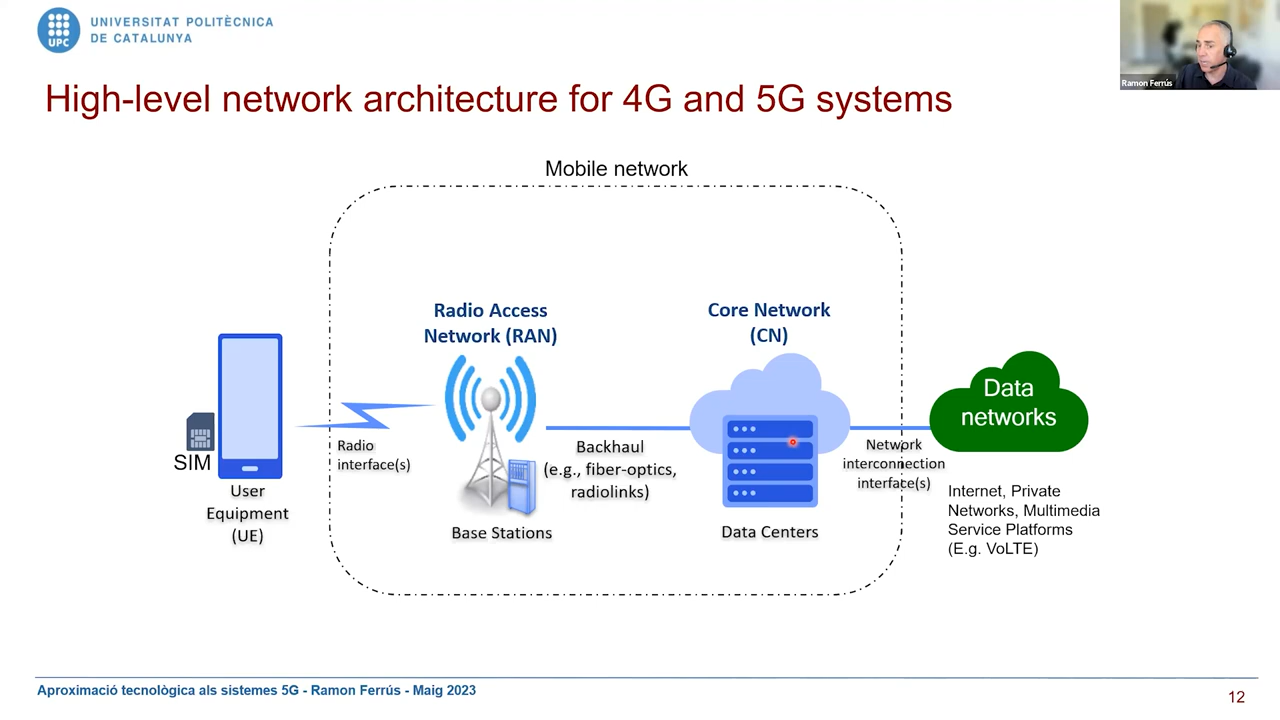 UNIVERSITAT POLITÈCNICA
DE CATALUNYA
UPC
Ramon Ferrús
High-level network architecture for 4G and 5G systems
Mobile network
Radio Access
Network (RAN)
Core Network
(CN)
Data
networks
SIM
Radio
interface(s)
Backhaul
(e.g., fiber-optics,
radiolinks)
Network
interconnection
interface(s)
User
Equipment
(UE)
Base Stations
Data Centers
Internet, Private
Networks, Multimedia
Service Platforms
(E.g. VoLTE)
Aproximació tecnològica als sistemes 5G - Ramon Ferrús - Maig 2023
12